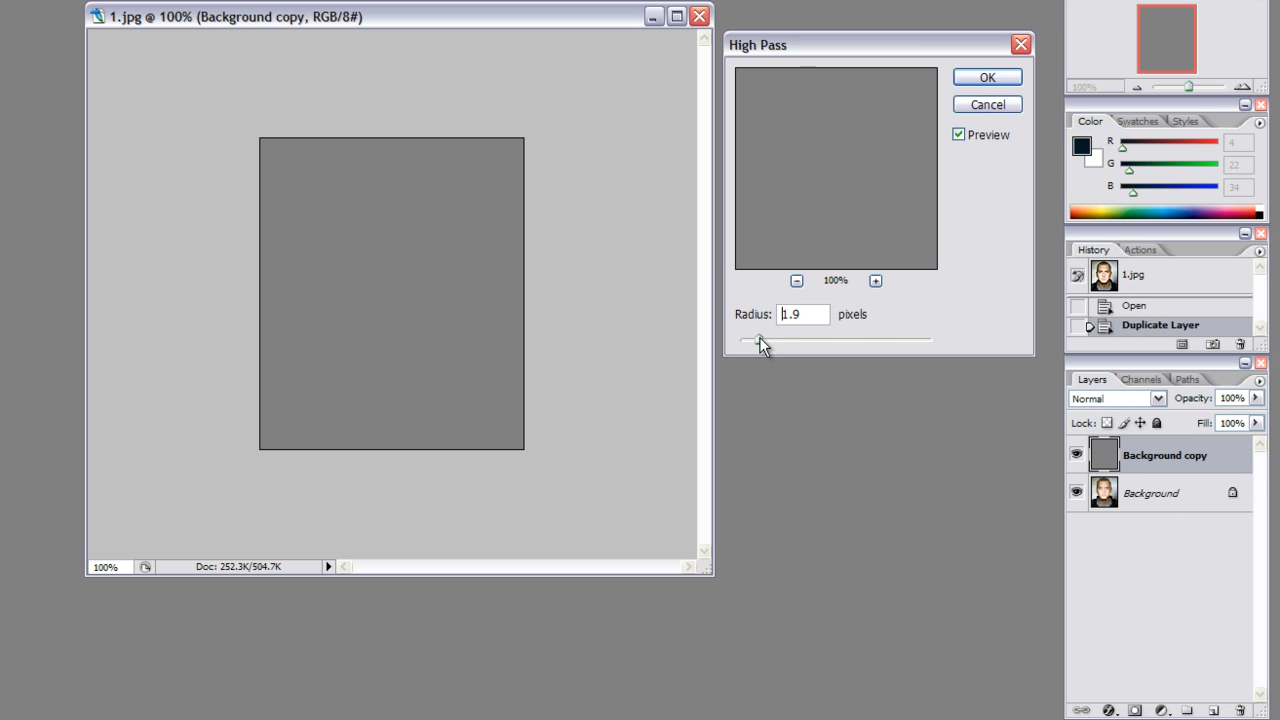 1.jpg @ 100% (Background copy, RGB/8#)
100%
Doc: 252.3K/504.7K
High Pass
OK
Cancel
Preview
100%
Radius: 1.9 pixels
100%
Color Swatches Styles
R 4
G 22
B 34
History Actions
1.jpg
Open
Duplicate Layer
Layers Channels Paths
Normal Opacity: 100%
Lock: Fill: 100%
Background copy
Background